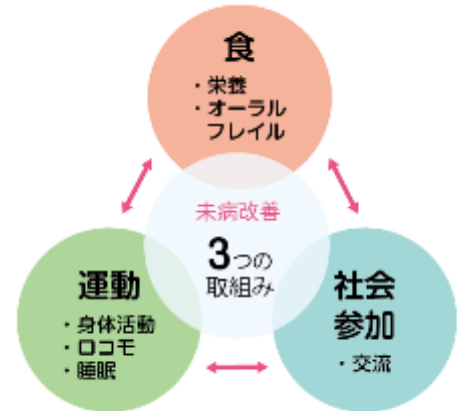 食
・栄養
・オーラル
フレイル
未病改善
3つの
取組み
運動
・身体活動
・ロコモ
・睡眠
社会
参加
・交流